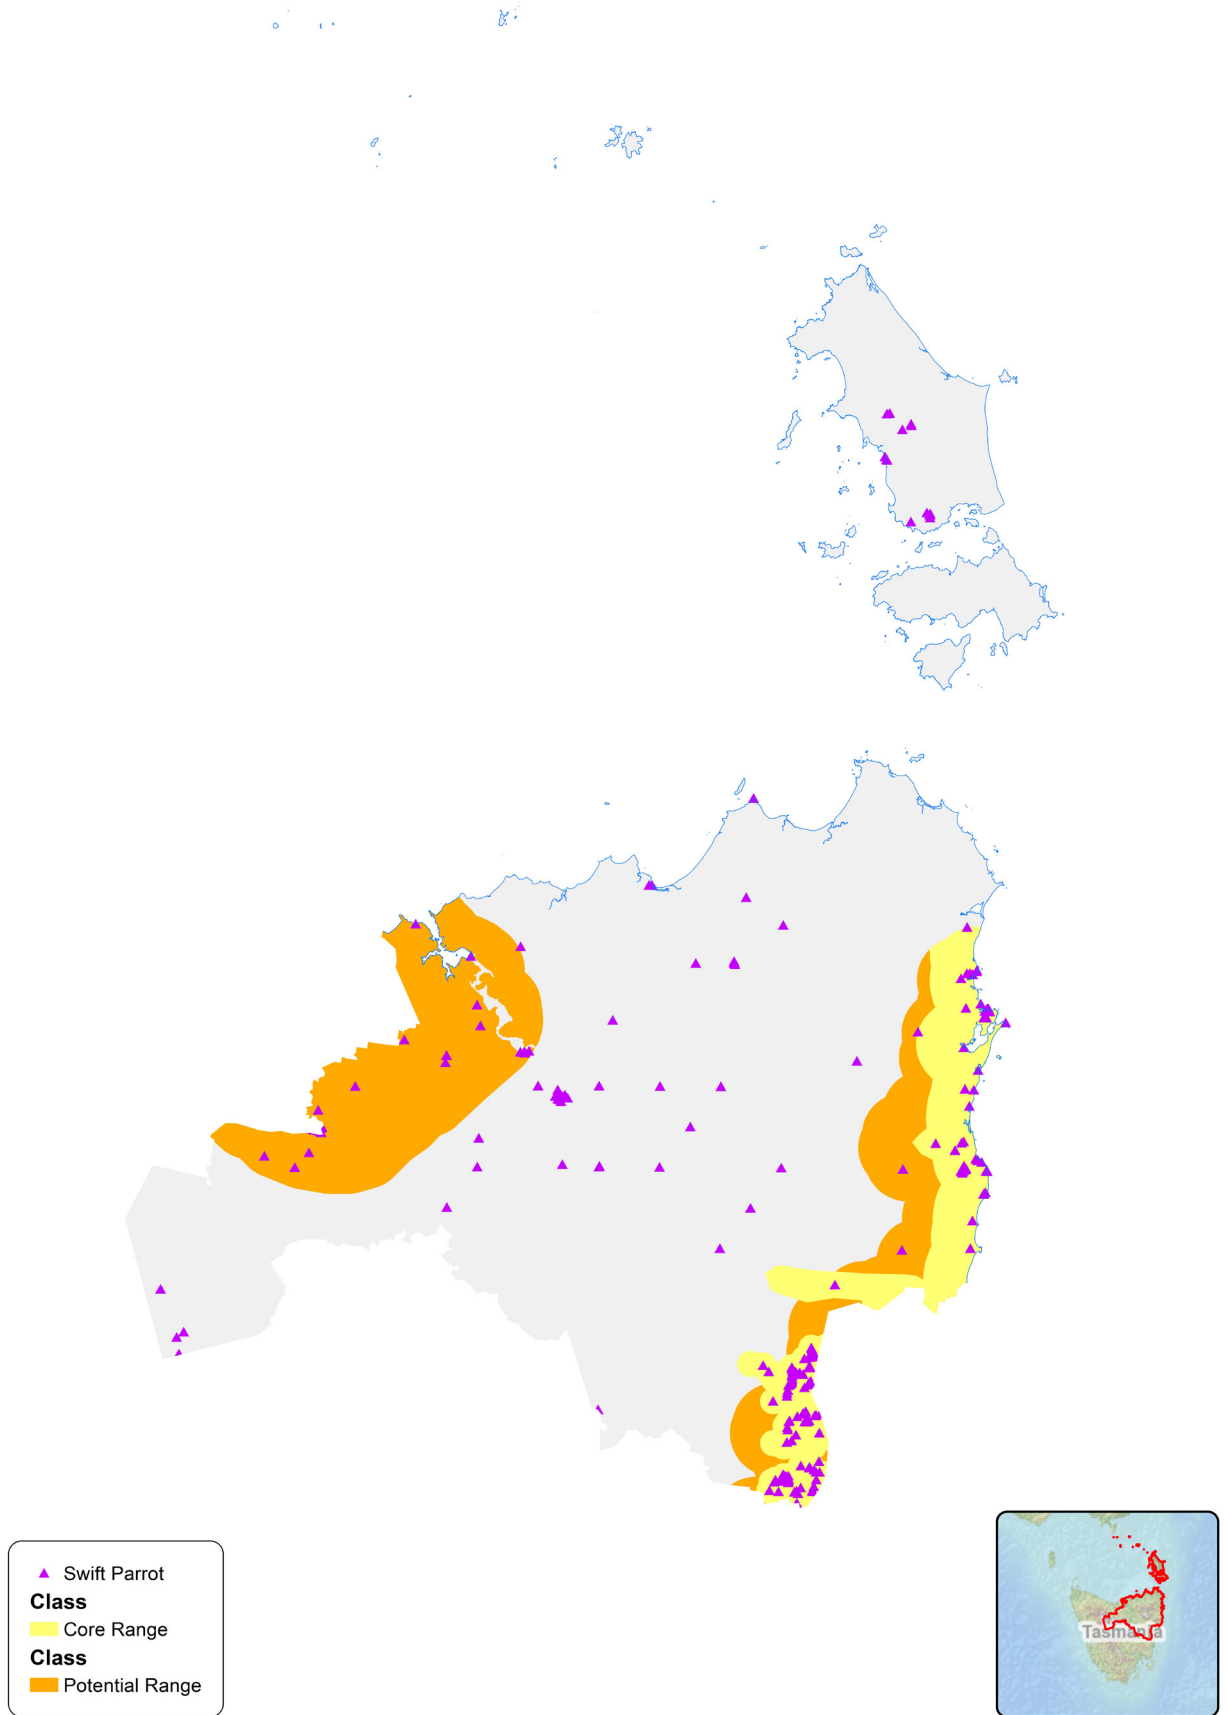 Swift Parrot
Class
Core Range
Class
Potential Range
Tasmania